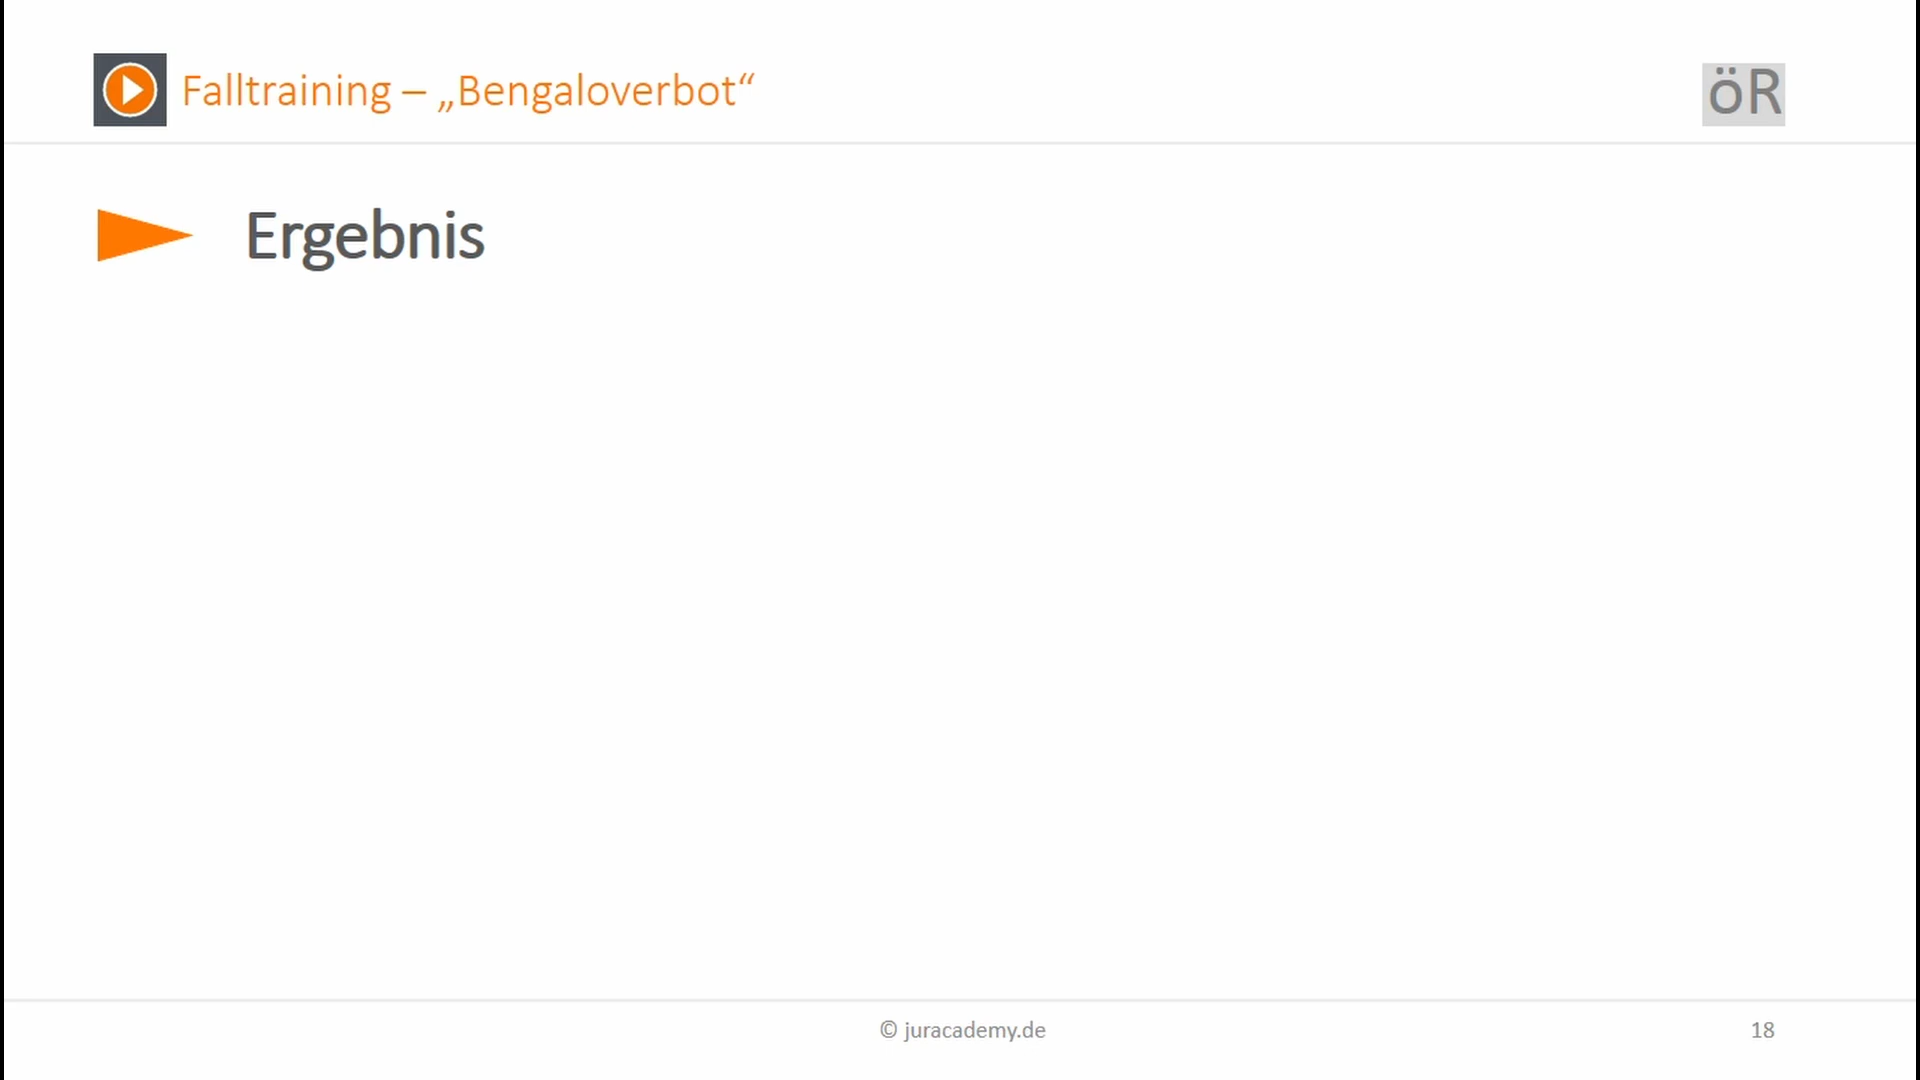 Falltraining – „Bengaloverbot“
öR
Ergebnis
© juracademy.de
18